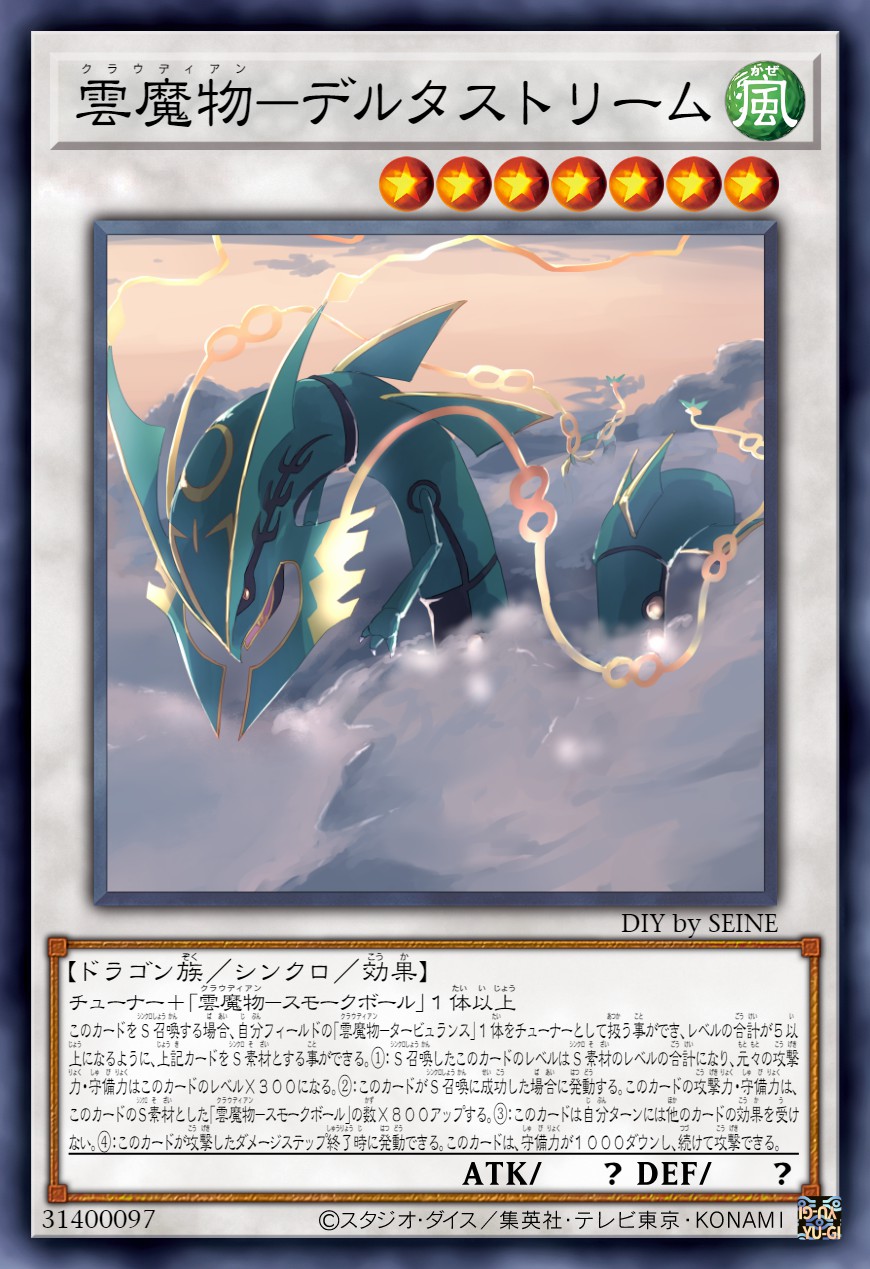 クラウディアン
雲魔物－デルタストリーム
かぜ
風
DIY by SEINE
【ドラゴン族／シンクロ／効果】
チューナー＋「雲魔物－スモークボール」１体以上
このカードをＳ召喚する場合、自分フィールドの「雲魔物－タービュランス」１体をチューナーとして扱う事ができ、レベルの合計が５以
上になるように、上記カードをＳ素材とする事ができる。①：Ｓ召喚したこのカードのレベルはＳ素材のレベルの合計になり、元々の攻撃
力・守備力はこのカードのレベル×３００になる。②：このカードがＳ召喚に成功した場合に発動する。このカードの攻撃力・守備力は、
このカードのＳ素材とした「雲魔物－スモークボール」の数×８００アップする。③：このカードは自分ターンには他のカードの効果を受け
ない。④：このカードが攻撃したダメージステップ終了時に発動できる。このカードは、守備力が１０００ダウンし、続けて攻撃できる。
ATK/ ? DEF/ ?
31400097
©スタジオ・ダイス／集英社・テレビ東京・KONAMI
YU-GI